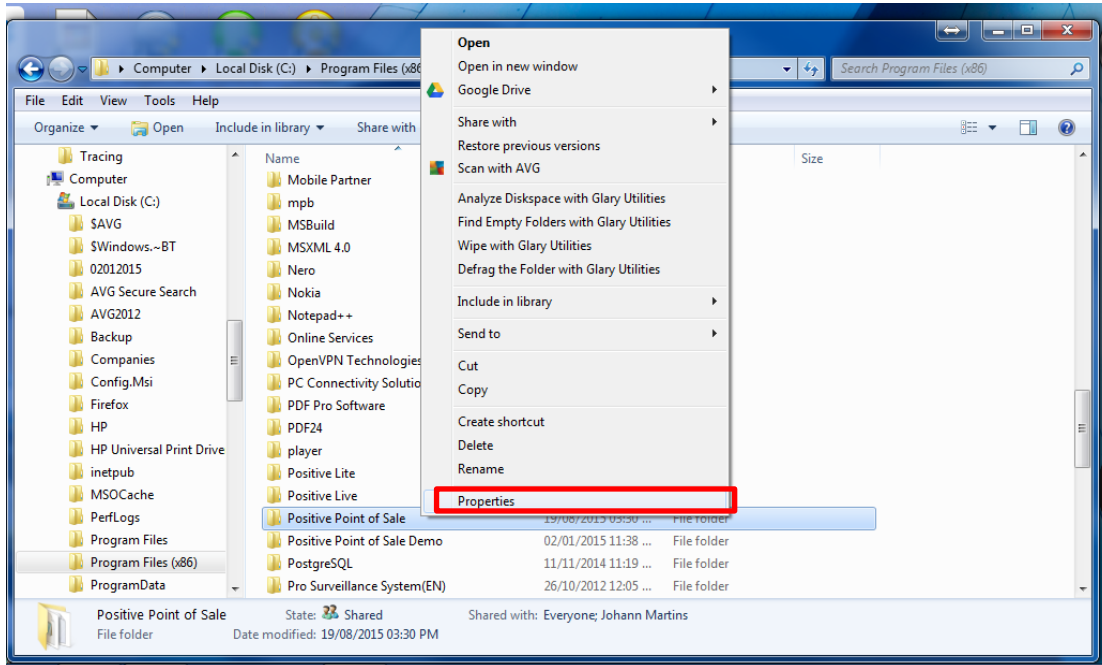 Computer ▸ Local Disk (C:) ▸ Program Files (x86
Search Program Files (x86)
File Edit View Tools Help
Organize Open Include in library Share with
Tracing
Computer
Local Disk (C:)
$AVG
$Windows.~BT
02012015
AVG Secure Search
AVG2012
Backup
Companies
Config.Msi
Firefox
HP
HP Universal Print Drive
inetpub
MSOCache
PerfLogs
Program Files
Program Files (x86)
ProgramData
Name
Size
Mobile Partner
mpb
MSBuild
MSXML 4.0
Nero
Nokia
Notepad++
Online Services
OpenVPN Technologies
PC Connectivity Solutio
PDF Pro Software
PDF24
player
Positive Lite
Positive Live
Positive Point of Sale 19/08/2015 03:30 ... File folder
Positive Point of Sale Demo 02/01/2015 11:38 ... File folder
PostgreSQL 11/11/2014 11:19 ... File folder
Pro Surveillance System(EN) 26/10/2012 12:05 ... File folder
Open
Open in new window
Google Drive
Share with
Restore previous versions
Scan with AVG
Analyze Diskspace with Glary Utilities
Find Empty Folders with Glary Utilities
Wipe with Glary Utilities
Defrag the Folder with Glary Utilities
Include in library
Send to
Cut
Copy
Create shortcut
Delete
Rename
Properties
Positive Point of Sale State: Shared Shared with: Everyone; Johann Martins
File folder Date modified: 19/08/2015 03:30 PM